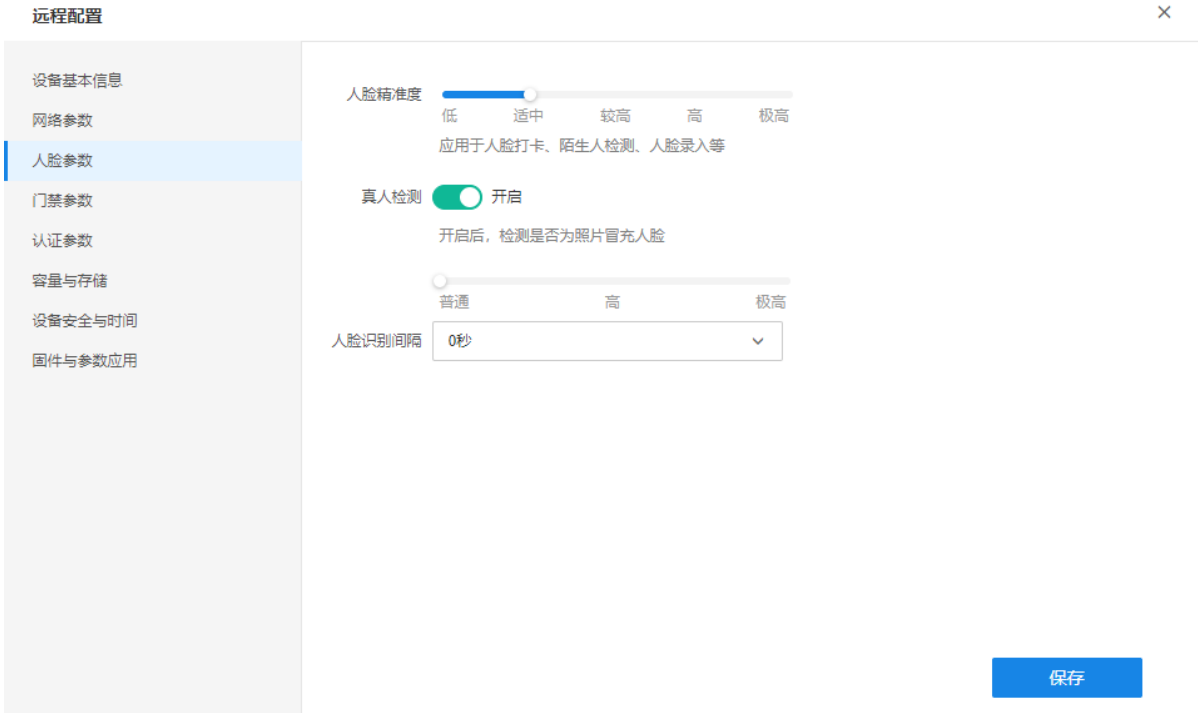 远程配置
设备基本信息
网络参数
人脸参数
门禁参数
认证参数
容量与存储
设备安全与时间
固件与参数应用
人脸精准度
低 适中 较高 高 极高
应用于人脸打卡、陌生人检测、人脸录入等
真人检测 开启
开启后，检测是否为照片冒充人脸
普通 高 极高
人脸识别间隔 0秒
保存